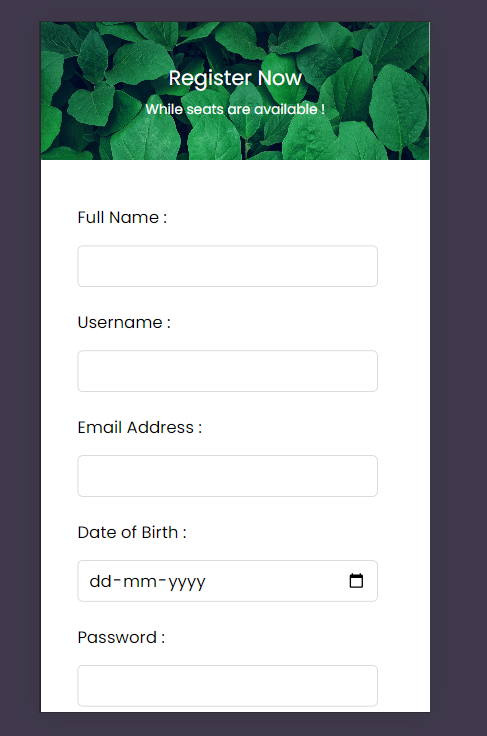 Register Now
While seats are available !
Full Name :
Username :
Email Address :
Date of Birth :
dd-mm-yyyy
Password :